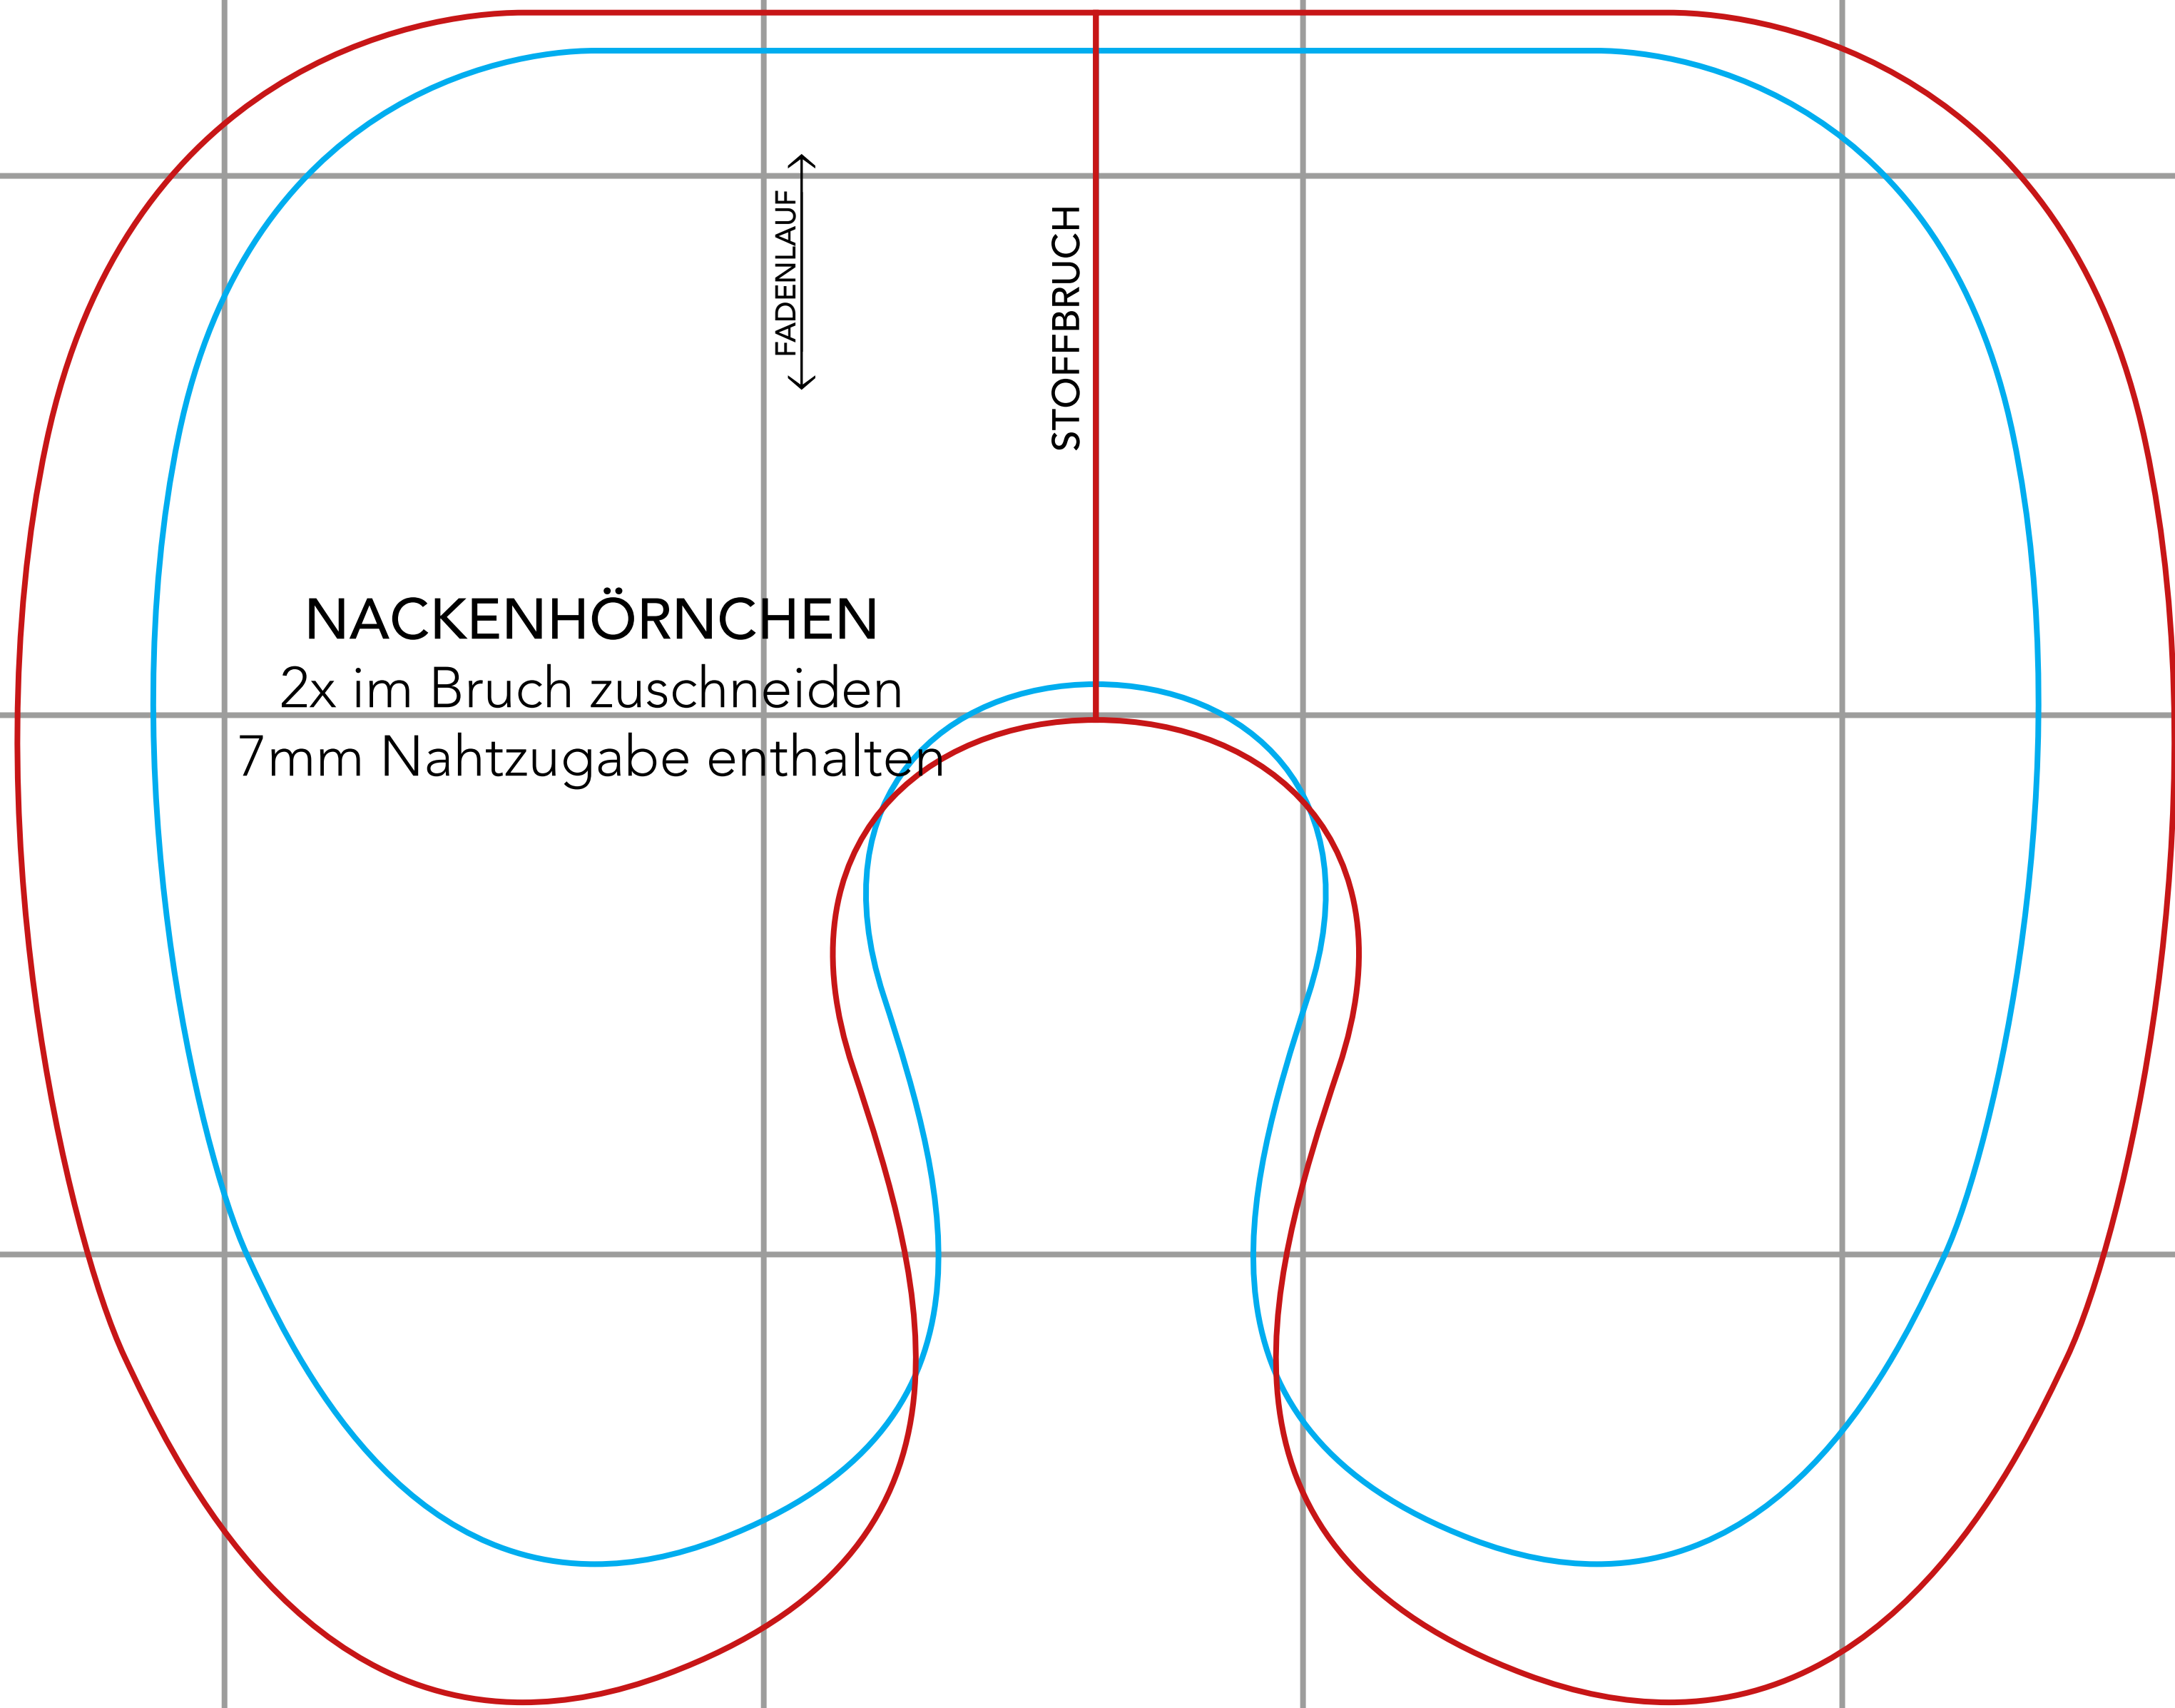 FADENLAUF
STOFFBRUCH
NACKENHÖRNCHEN
2x im Bruch zuschneiden
7mm Nahtzugabe enthalten